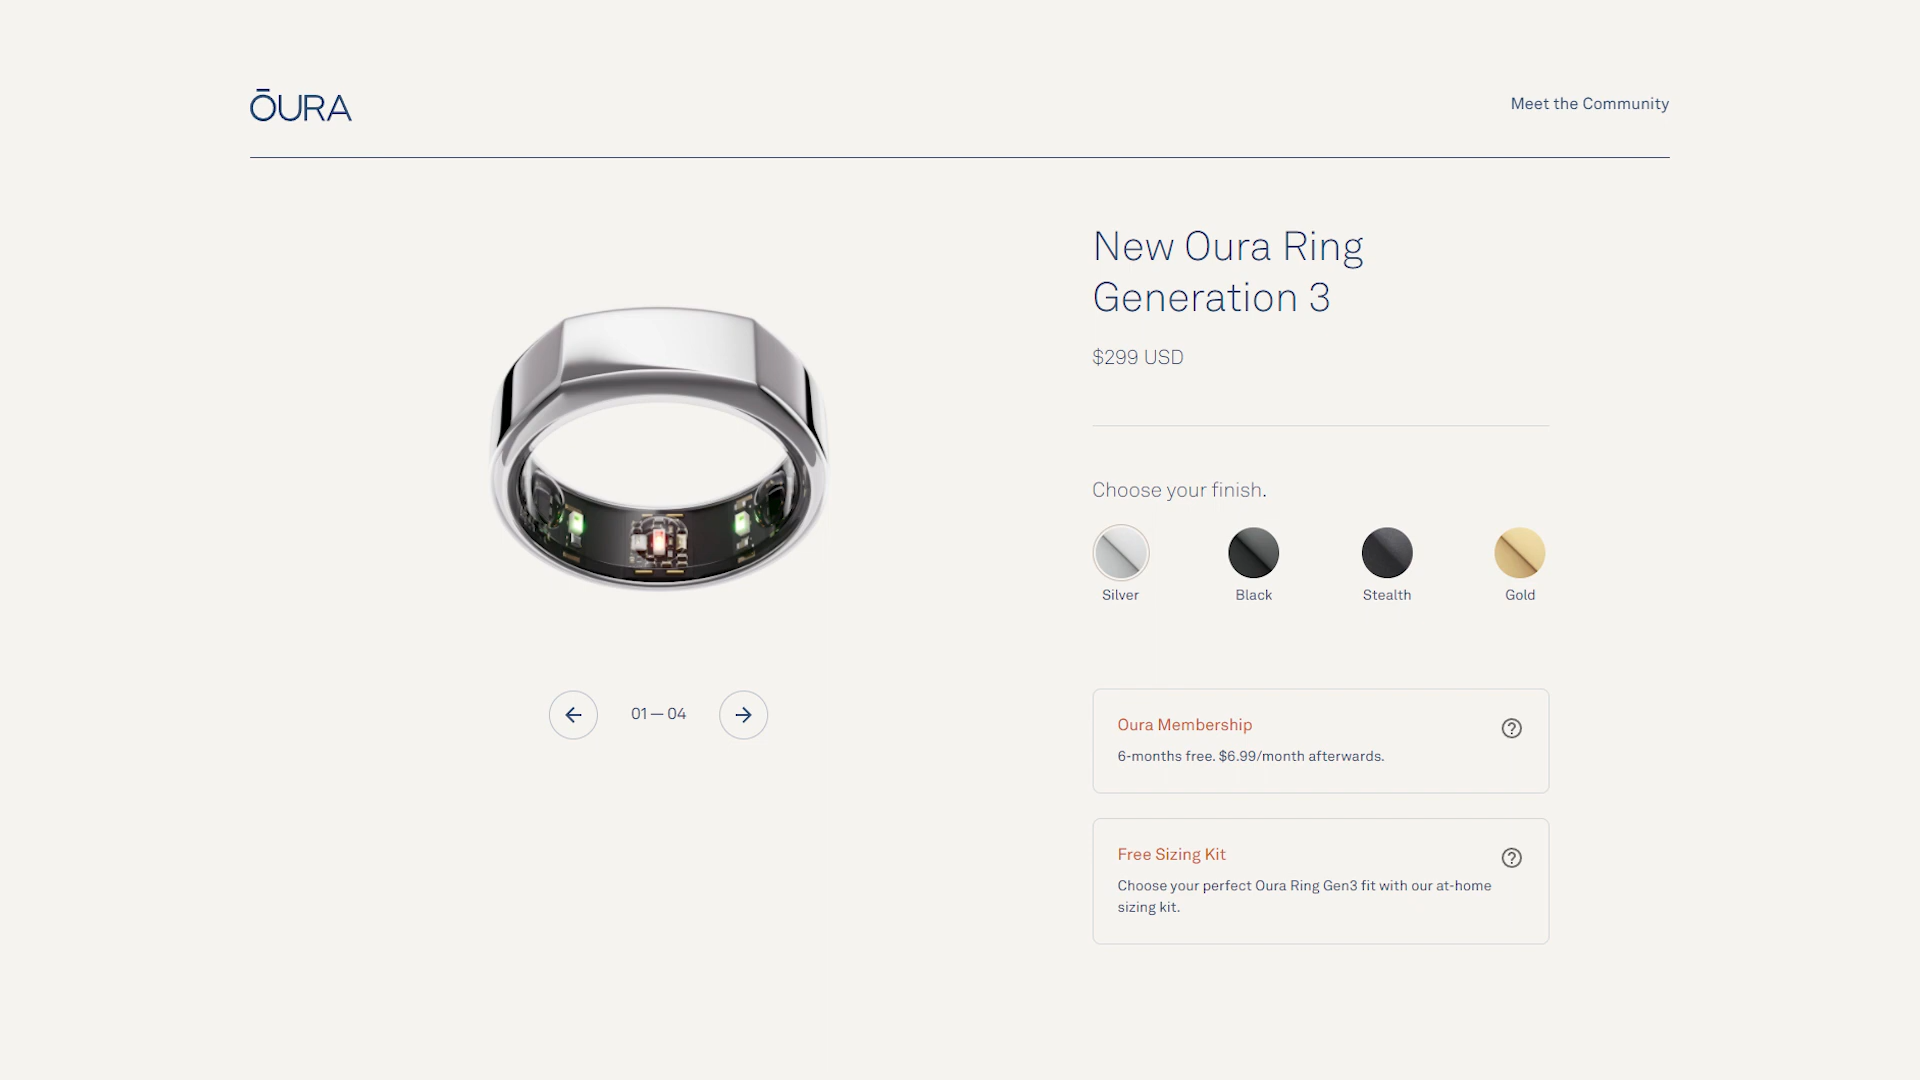 ŌURA
Meet the Community
New Oura Ring
Generation 3
$299 USD
Choose your finish.
Silver
Black
Stealth
Gold
01 — 04
Oura Membership
6-months free. $6.99/month afterwards.
Free Sizing Kit
Choose your perfect Oura Ring Gen3 fit with our at-home
sizing kit.